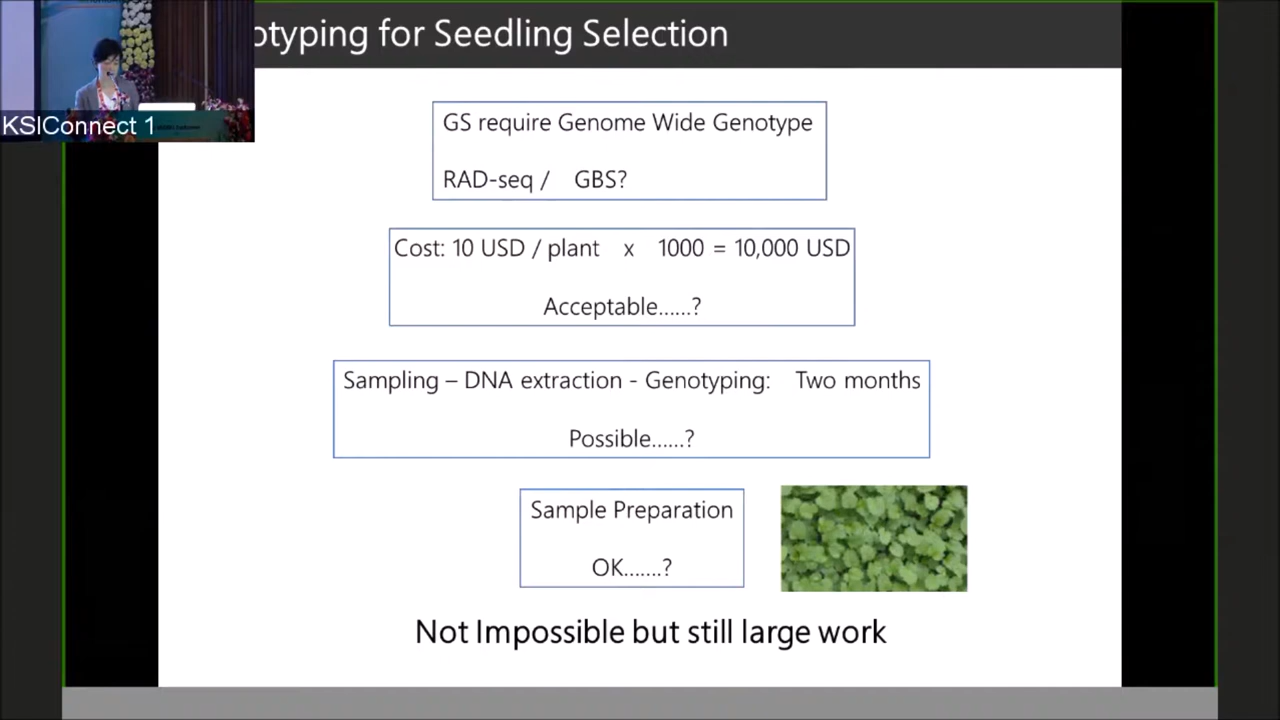 otyping for Seedling Selection
KSIConnect 1
GS require Genome Wide Genotype
RAD-seq / GBS?
Cost: 10 USD / plant x 1000 = 10,000 USD
Acceptable......?
Sampling – DNA extraction - Genotyping: Two months
Possible......?
Sample Preparation
OK.......?
Not Impossible but still large work